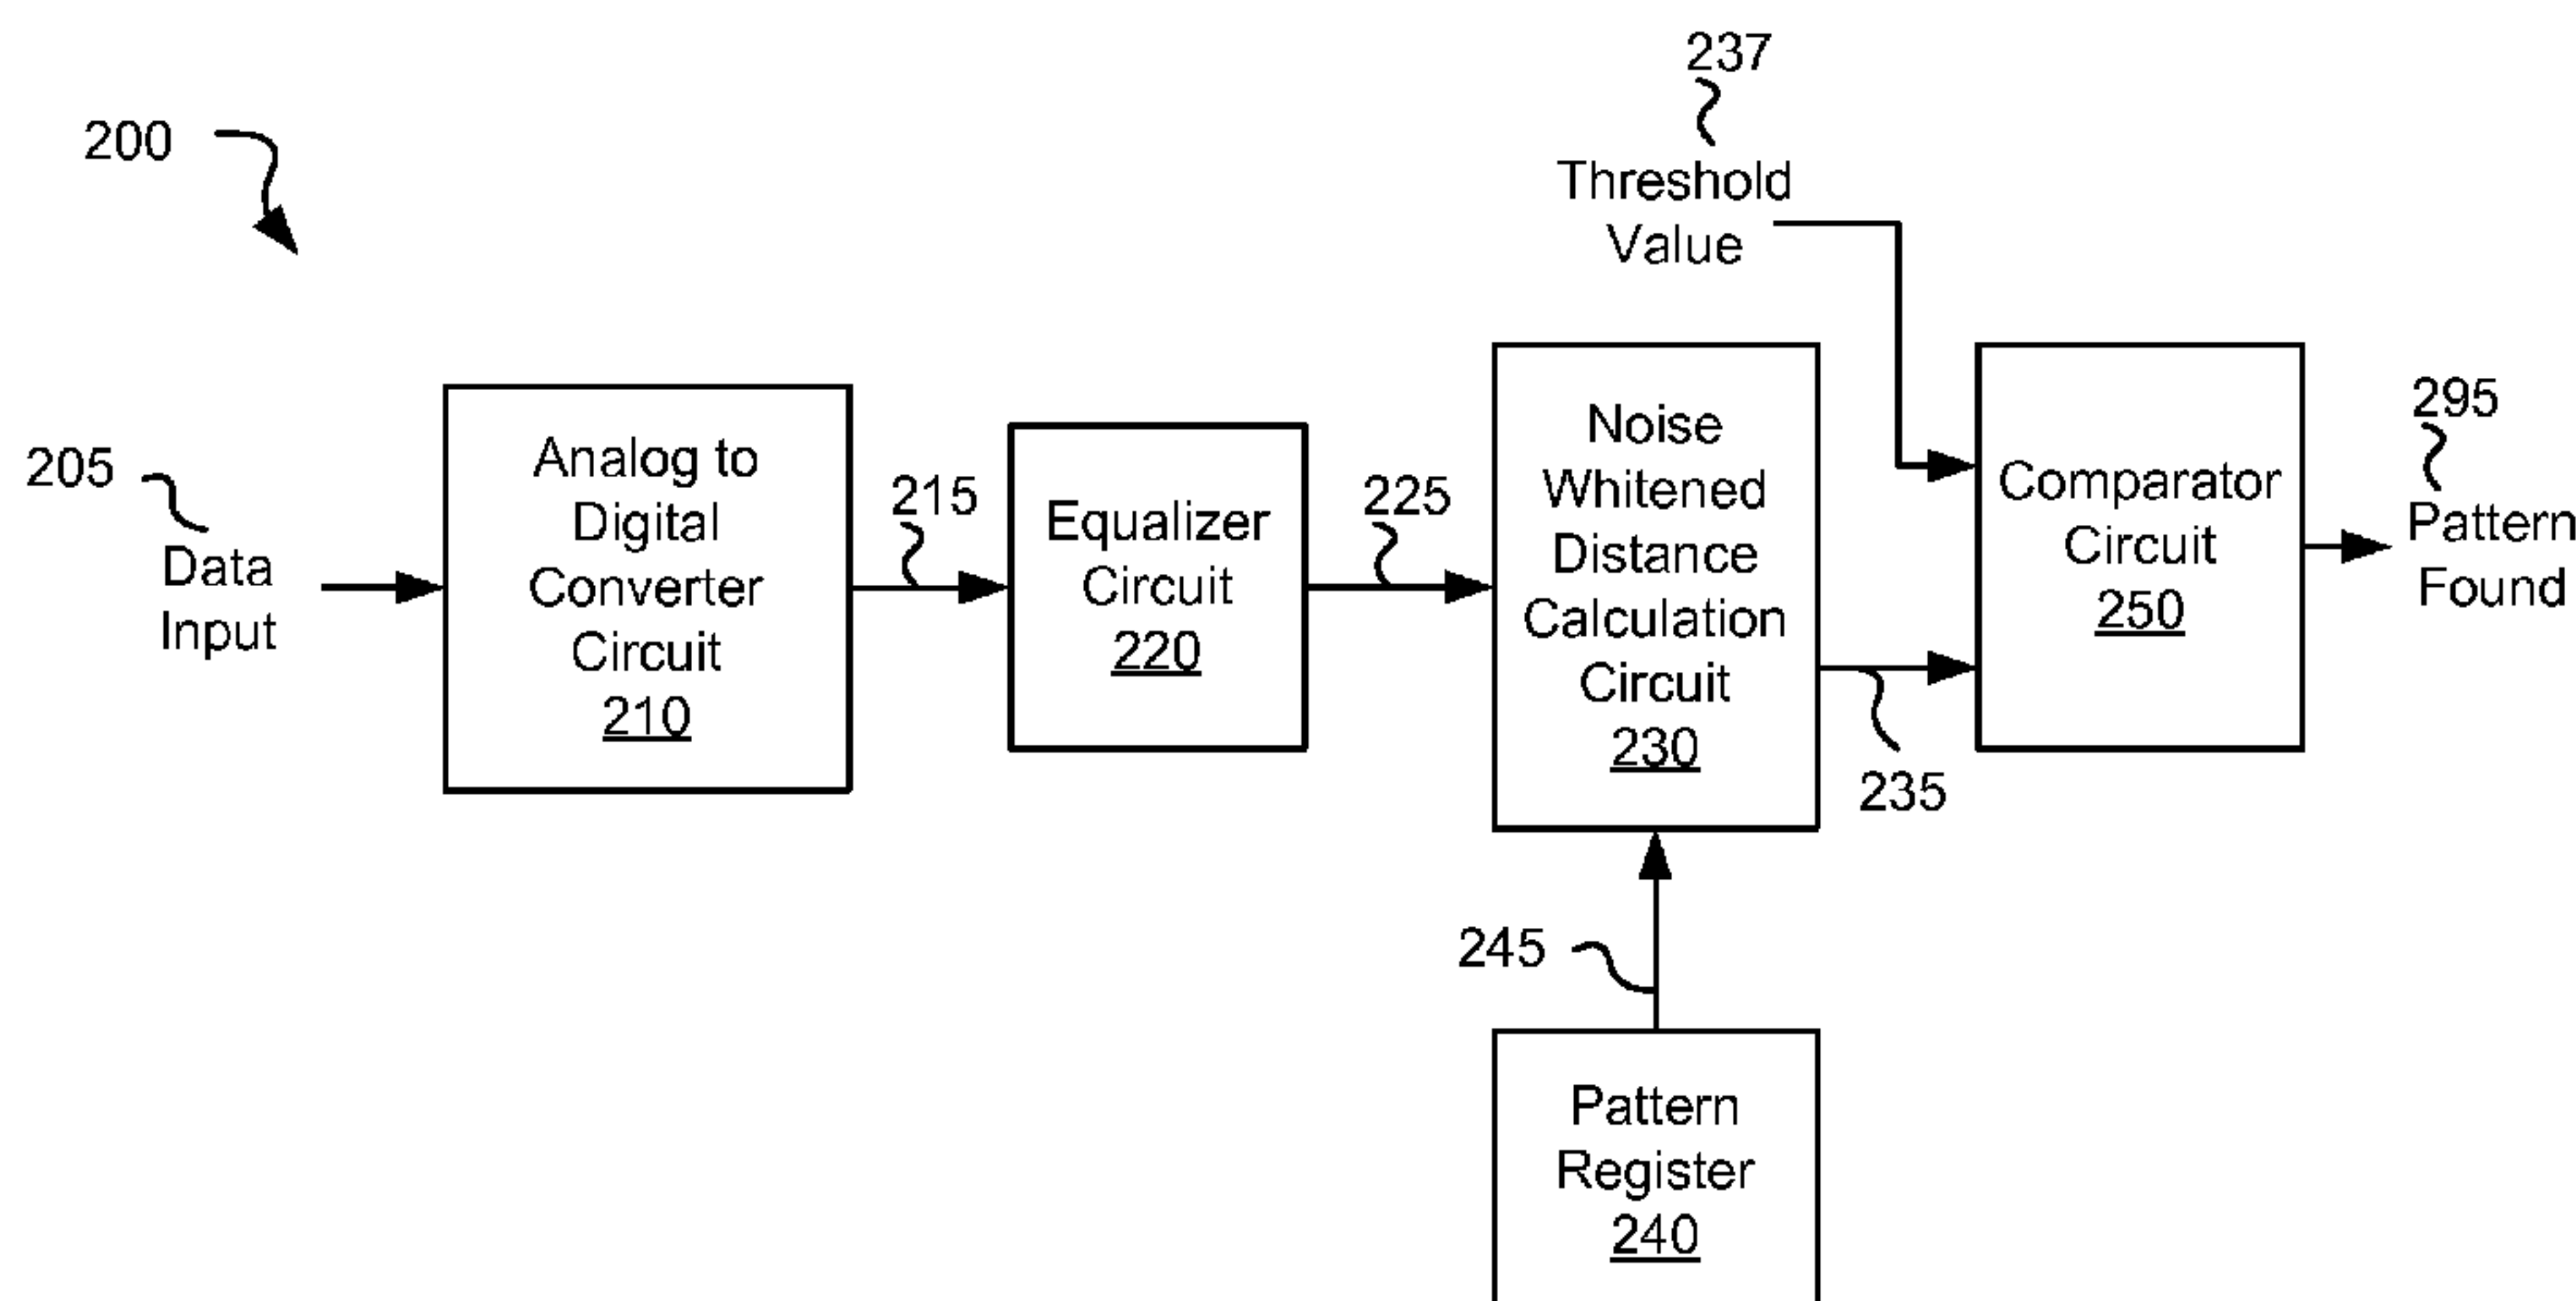 200
237
Threshold
Value
205
Data
Input
Analog to
Digital
Converter
Circuit
210
215
Equalizer
Circuit
220
225
Noise
Whitened
Distance
Calculation
Circuit
230
235
Comparator
Circuit
250
295
Pattern
Found
245
Pattern
Register
240